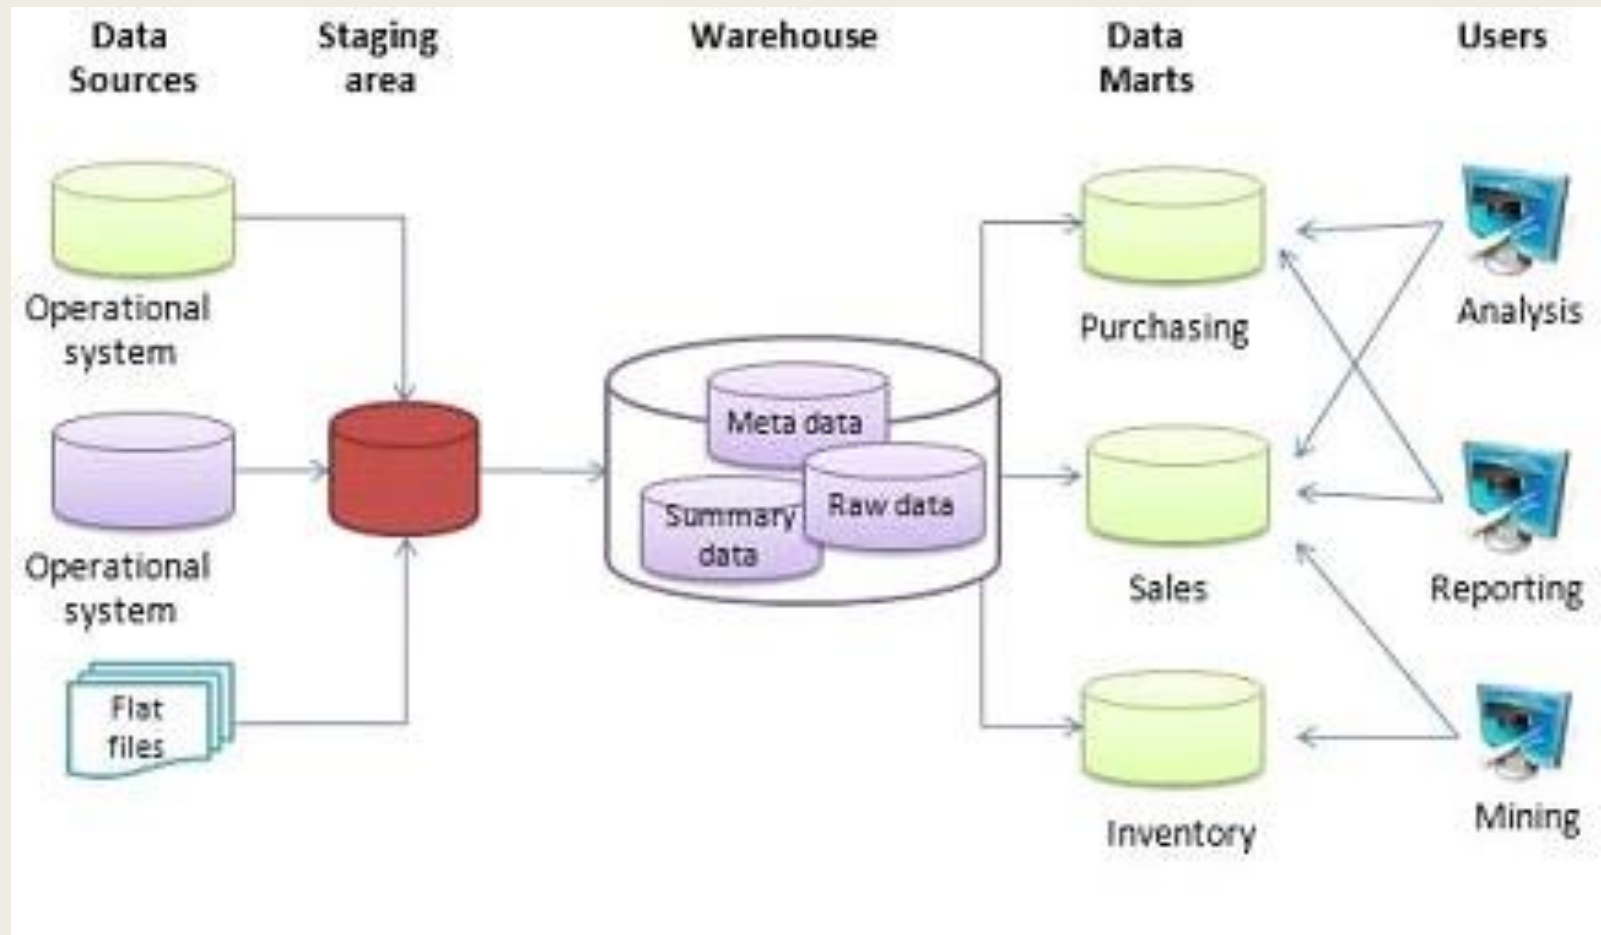 Data
Sources
Staging
area
Warehouse
Data
Marts
Users
Operational
system
Operational
system
Flat
files
Meta data
Summary
data
Raw data
Purchasing
Sales
Inventory
Analysis
Reporting
Mining